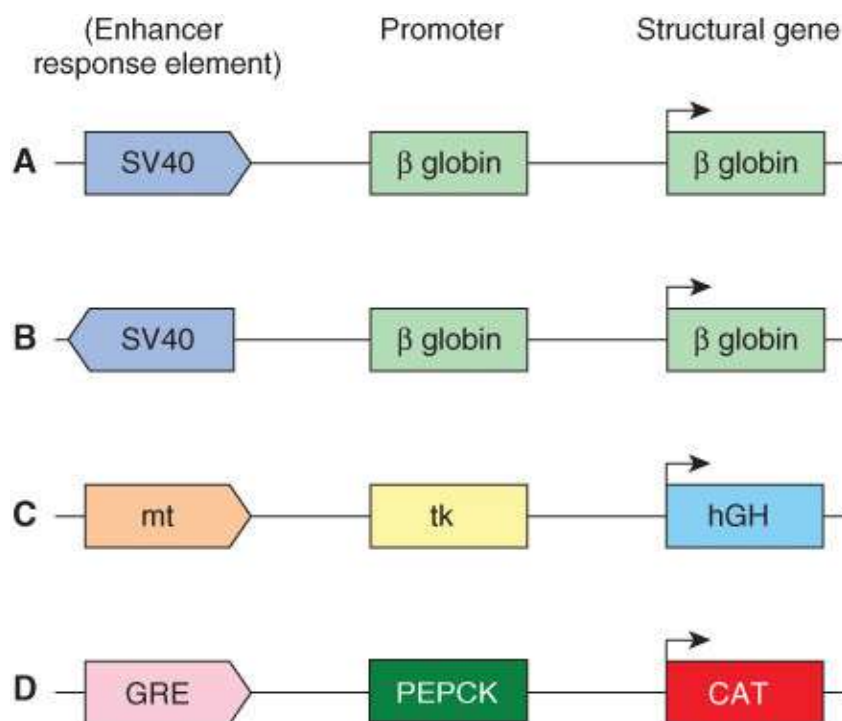 (Enhancer
response element)
Promoter
Structural gene
A
SV40
β globin
β globin
B
SV40
β globin
β globin
C
mt
tk
hGH
D
GRE
PEPCK
CAT